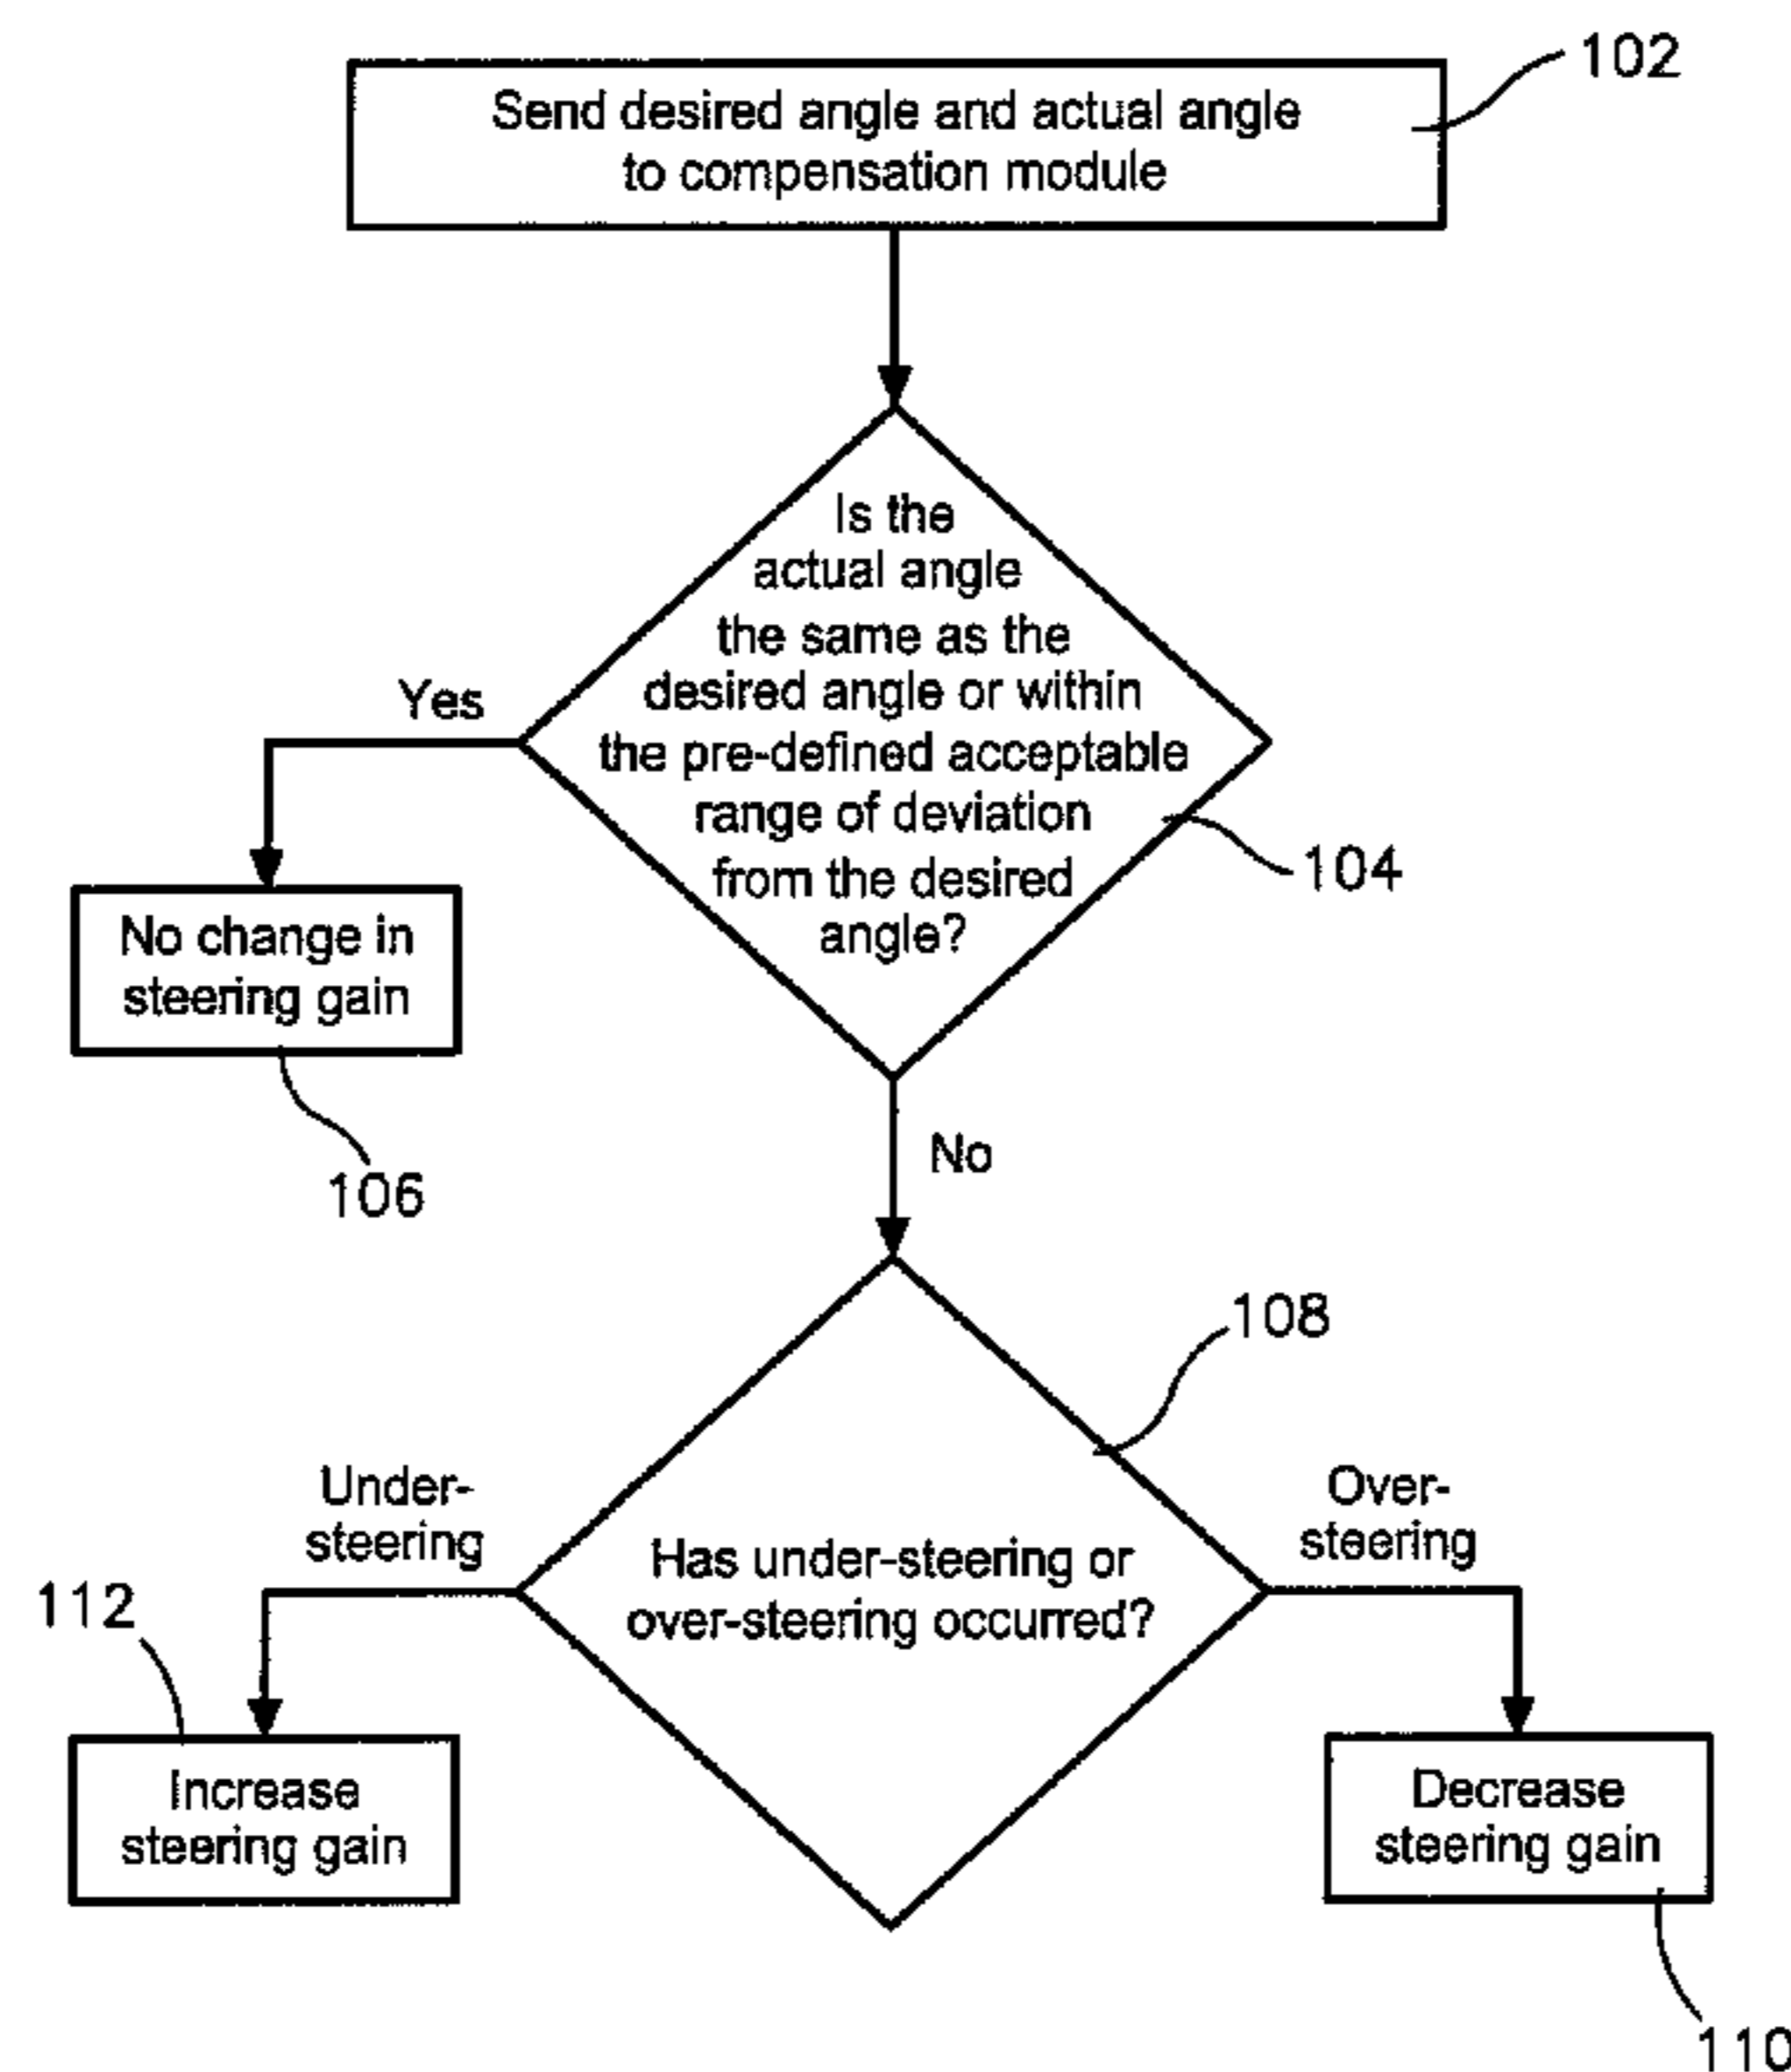 102
Send desired angle and actual angle
to compensation module
Is the
actual angle
the same as the
desired angle or within
the pre-defined acceptable
range of deviation
from the desired
angle?
104
Yes
No change in
steering gain
106
No
108
Has under-steering or
over-steering occurred?
Under-
steering
112
Increase
steering gain
Over-
steering
Decrease
steering gain
110